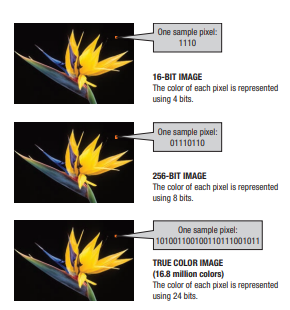 One sample pixel:
1110
16-BIT IMAGE
The color of each pixel is represented
using 4 bits.
One sample pixel:
01110110
256-BIT IMAGE
The color of each pixel is represented
using 8 bits.
One sample pixel:
101001100100110111001011
TRUE COLOR IMAGE
(16.8 million colors)
The color of each pixel is represented
using 24 bits.